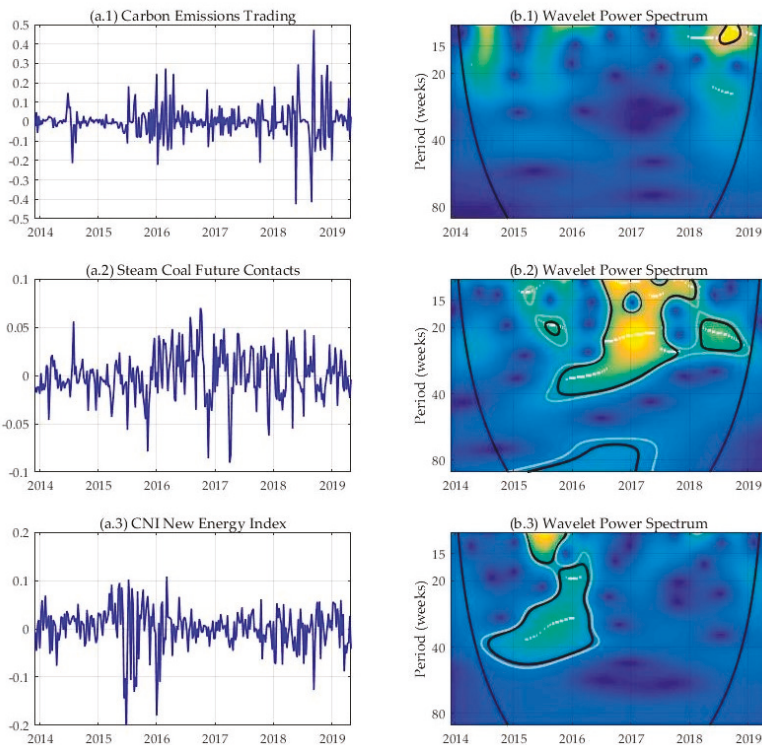 (a.1) Carbon Emissions Trading
0.5
0.4
0.3
0.2
0.1
0
-0.1
-0.2
-0.3
-0.4
-0.5
2014 2015 2016 2017 2018 2019
(b.1) Wavelet Power Spectrum
Period (weeks)
15
20
40
80
2014 2015 2016 2017 2018 2019
(a.2) Steam Coal Future Contacts
0.1
0.05
0
-0.05
-0.1
2014 2015 2016 2017 2018 2019
(b.2) Wavelet Power Spectrum
Period (weeks)
15
20
40
80
2014 2015 2016 2017 2018 2019
(a.3) CNI New Energy Index
0.2
0.1
0
-0.1
-0.2
2014 2015 2016 2017 2018 2019
(b.3) Wavelet Power Spectrum
Period (weeks)
15
20
40
80
2014 2015 2016 2017 2018 2019